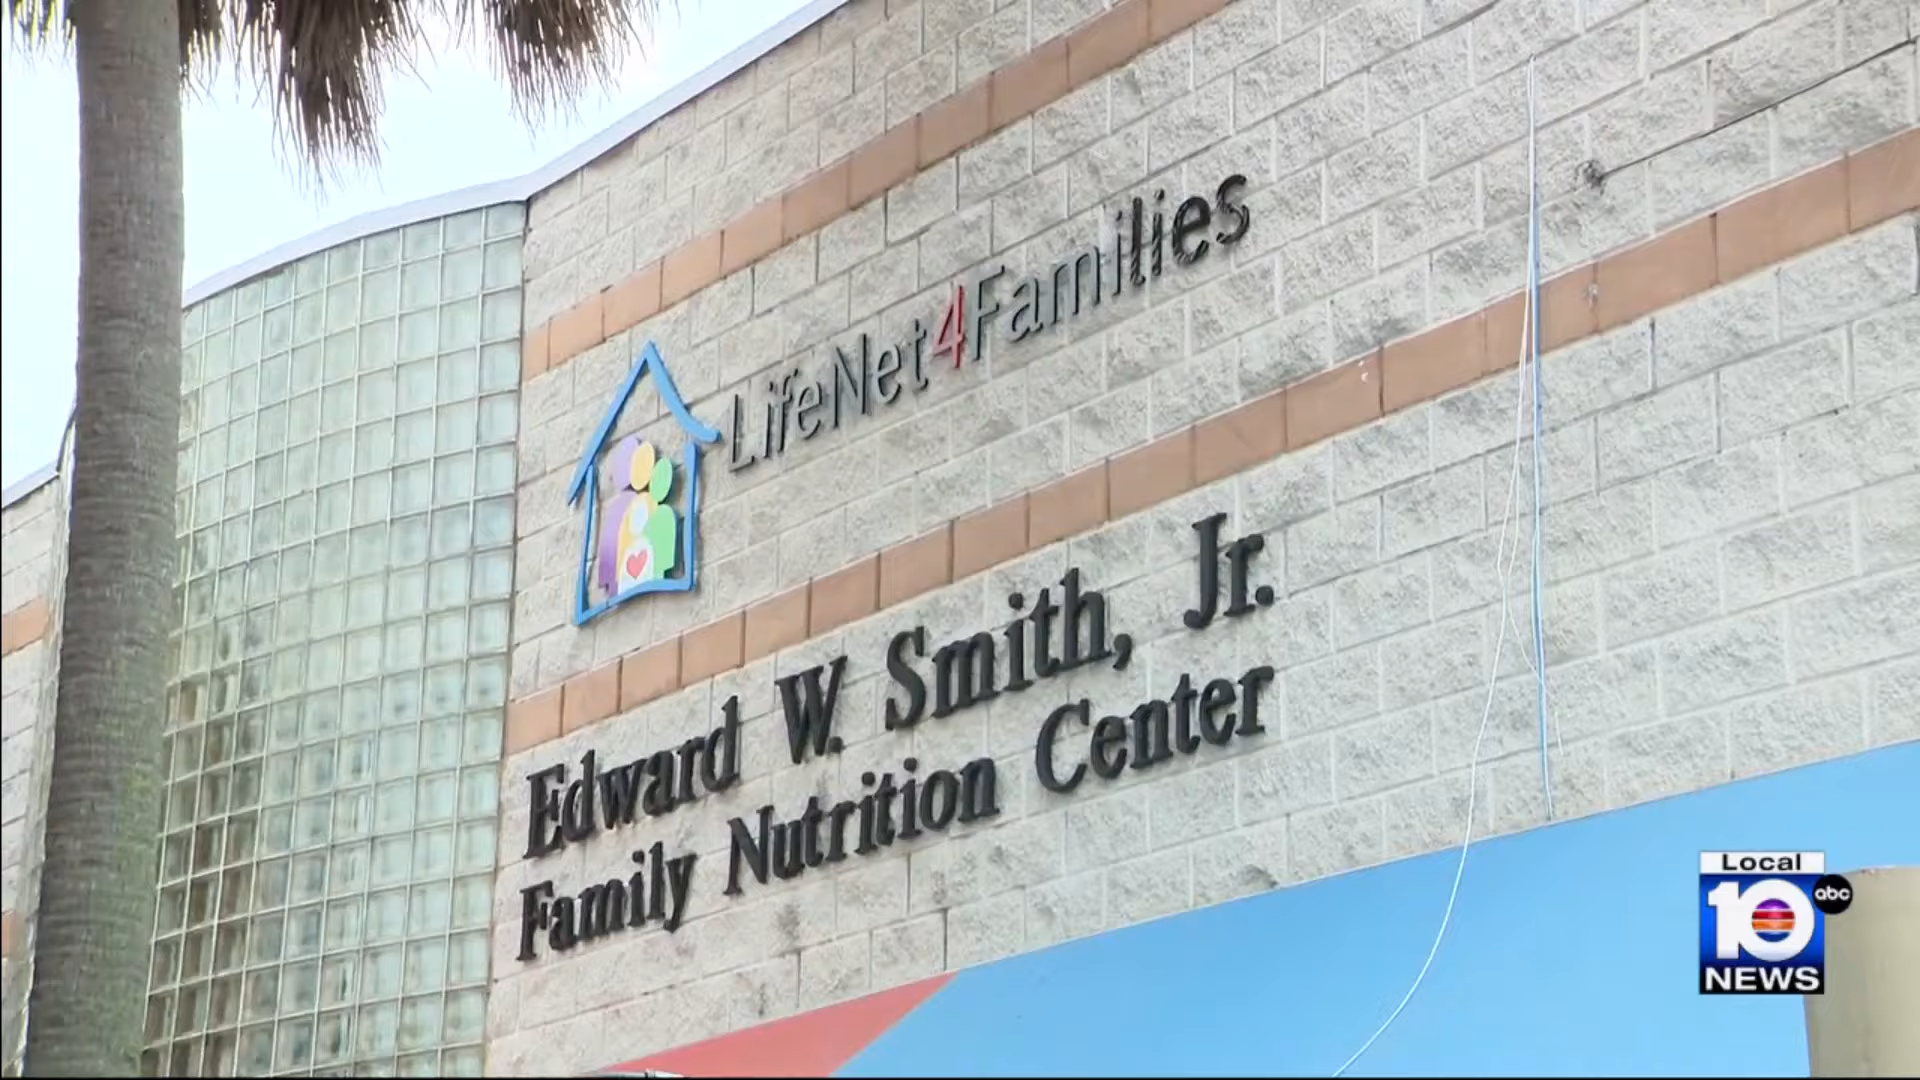 LifeNet4Families
Edward W. Smith, Jr.
Family Nutrition Center
Local
10
abc
NEWS